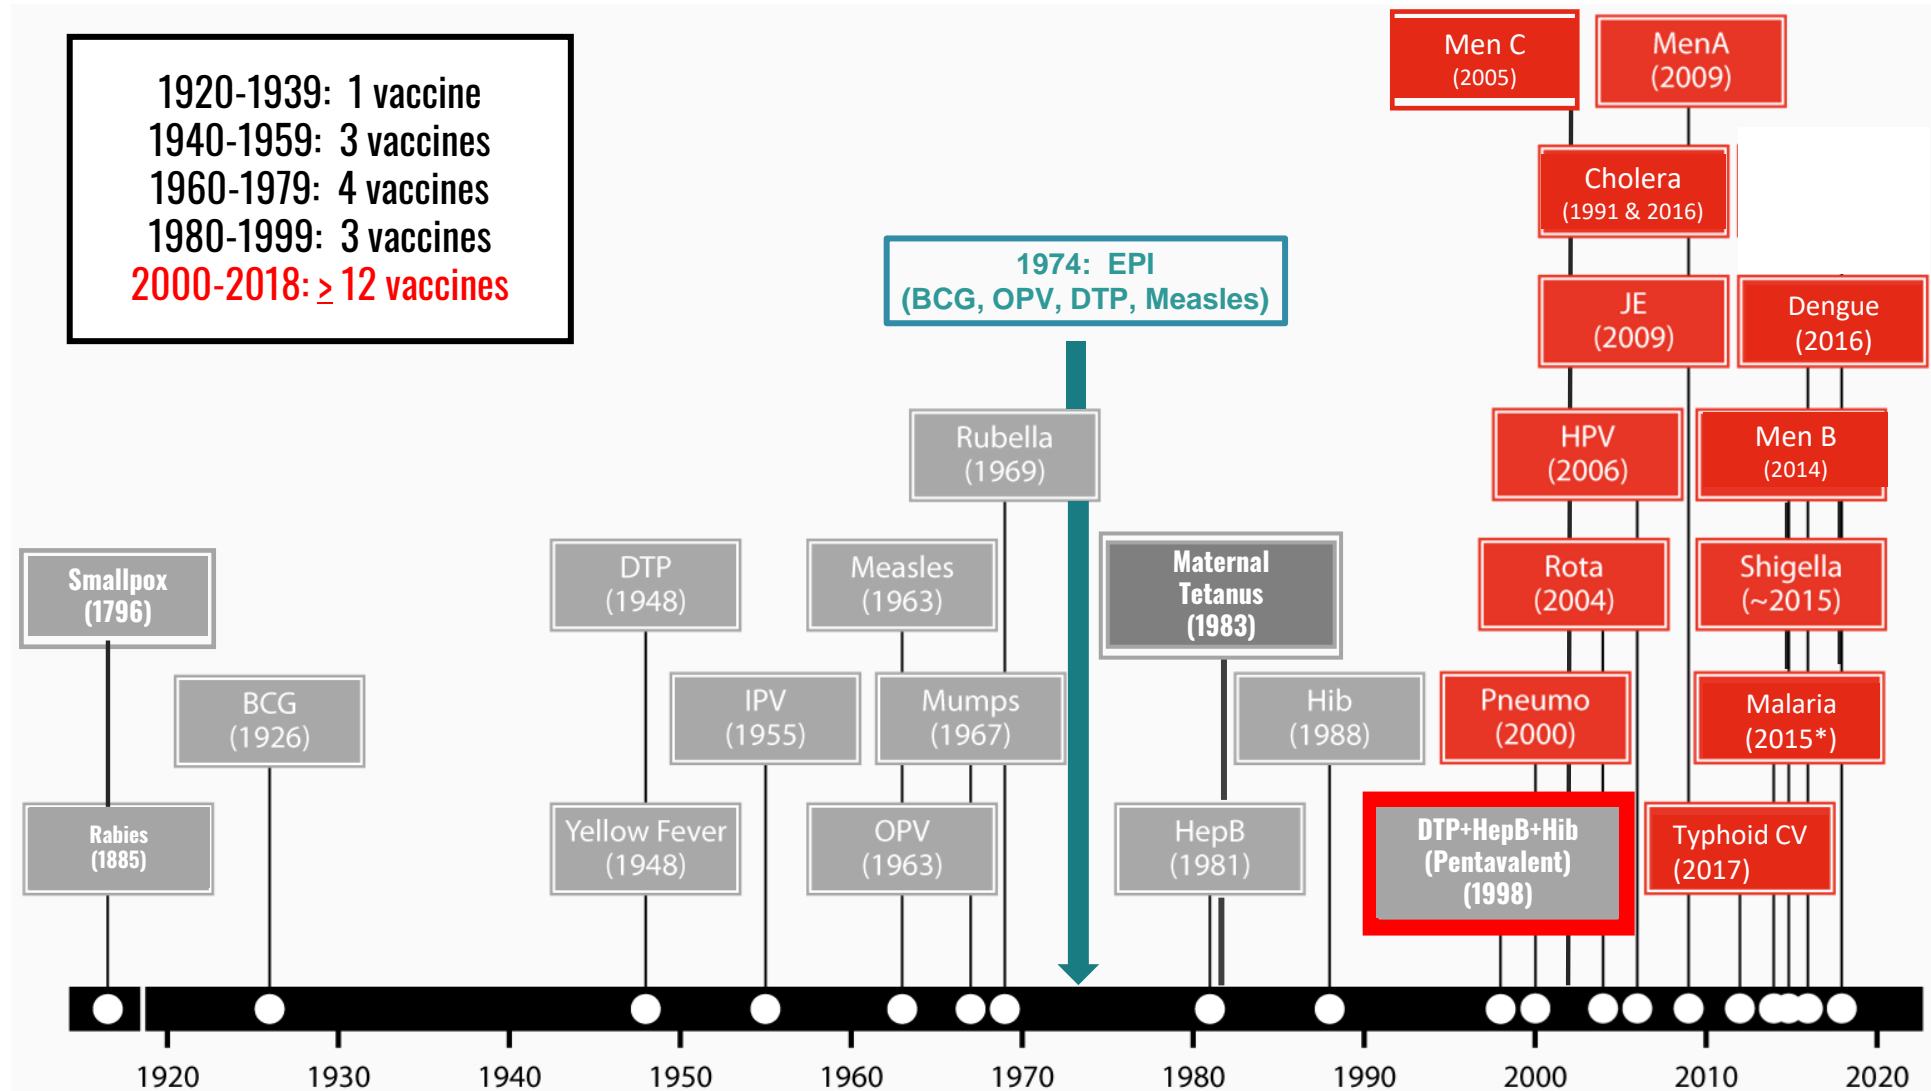 1920-1939: 1 vaccine
1940-1959: 3 vaccines
1960-1979: 4 vaccines
1980-1999: 3 vaccines
2000-2018: ≥ 12 vaccines
Men C
(2005)
MenA
(2009)
Cholera
(1991 & 2016)
1974: EPI
(BCG, OPV, DTP, Measles)
JE
(2009)
Dengue
(2016)
Rubella
(1969)
HPV
(2006)
Men B
(2014)
Smallpox
(1796)
DTP
(1948)
Measles
(1963)
Maternal
Tetanus
(1983)
Rota
(2004)
Shigella
(~2015)
BCG
(1926)
IPV
(1955)
Mumps
(1967)
Hib
(1988)
Pneumo
(2000)
Malaria
(2015*)
Rabies
(1885)
Yellow Fever
(1948)
OPV
(1963)
HepB
(1981)
DTP+HepB+Hib
(Pentavalent)
(1998)
Typhoid CV
(2017)
1920 1930 1940 1950 1960 1970 1980 1990 2000 2010 2020